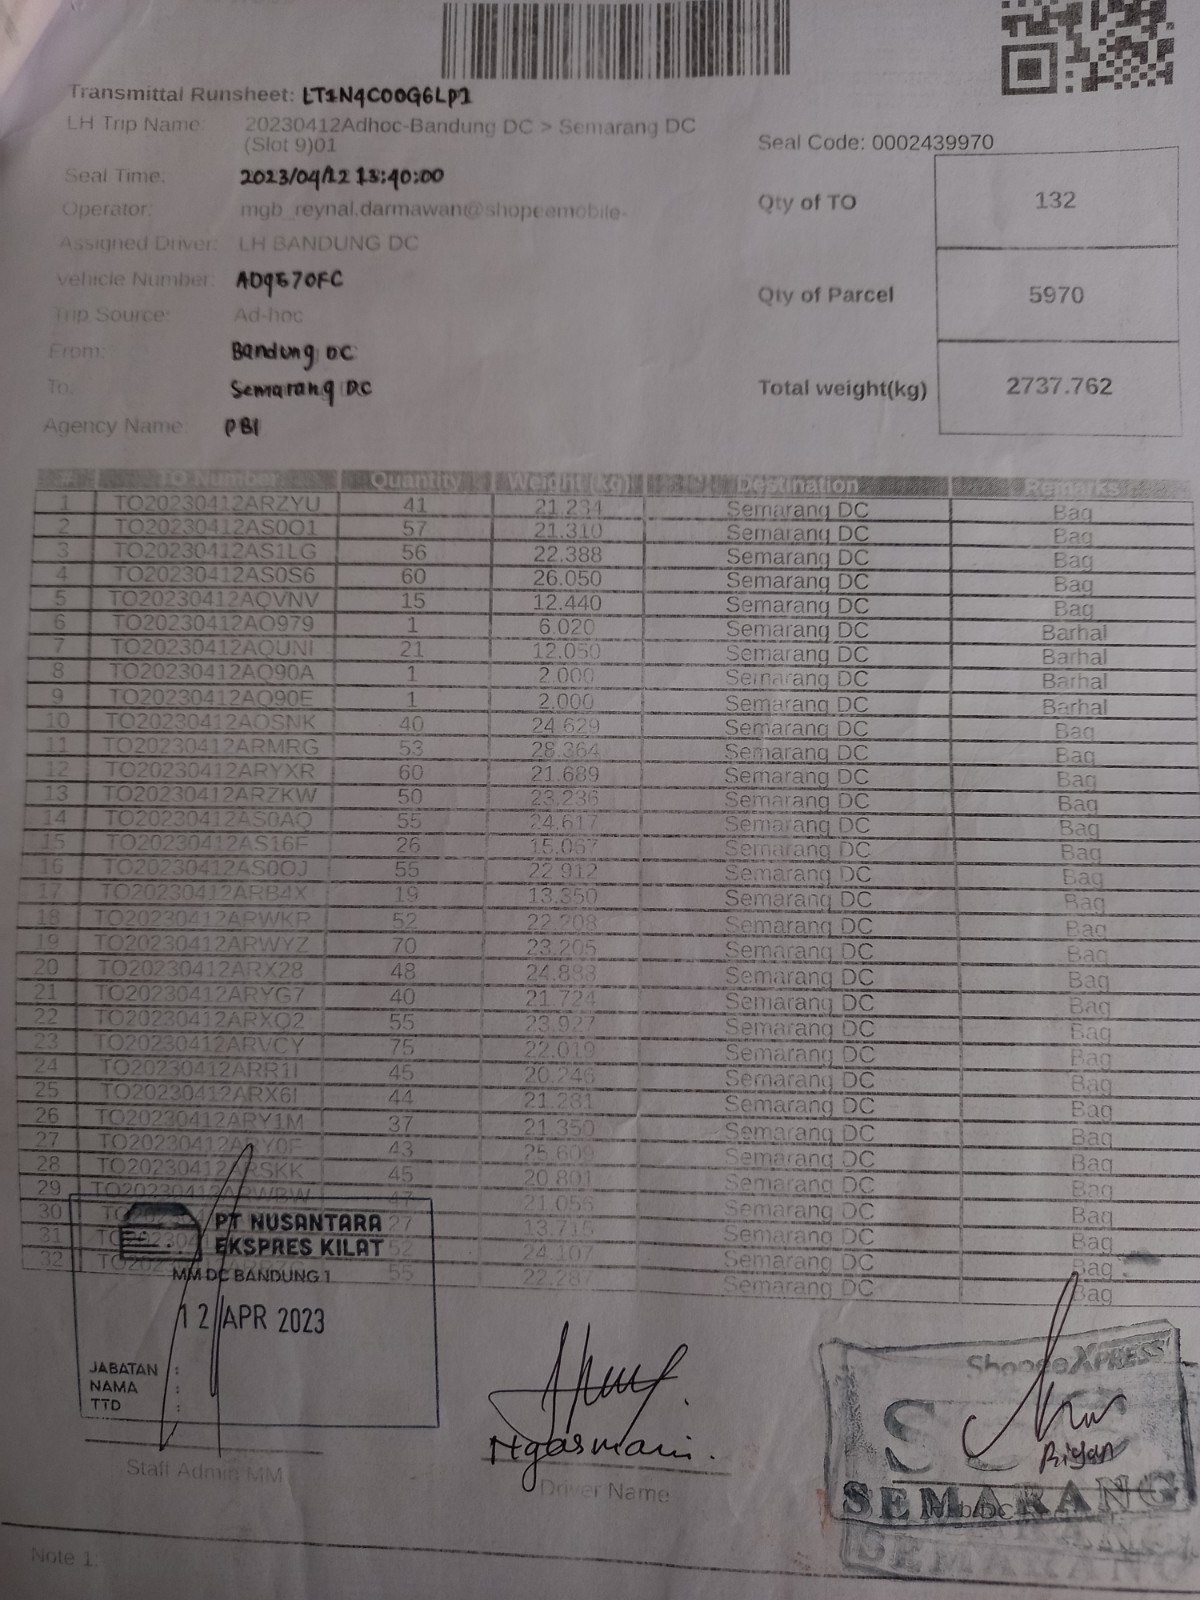 Transmittal Runsheet: LT1N4C00G6LP1
LH Trip Name: 20230412Adhoc-Bandung DC > Semarang DC
(Slot 9)01
Seal Code: 0002439970
Seal Time: 2023/04/12 13:40:00
Operator: mgb_reynal.darmawan@shopeemobile-
Qty of TO 132
Assigned Driver: LH BANDUNG DC
Vehicle Number: AD9570FC
Qty of Parcel 5970
Trip Source: Ad-hoc
From: Bandung DC
To: Semarang DC
Total weight(kg) 2737.762
Agency Name: PBI
# TO Number Quantity Weight (kg) Destination Remarks
1 TO20230412ARZYU 41 21.234 Semarang DC Bag
2 TO20230412AS0O1 57 21.310 Semarang DC Bag
3 TO20230412AS1LG 56 22.388 Semarang DC Bag
4 TO20230412AS0S6 60 26.050 Semarang DC Bag
5 TO20230412AQVNV 15 12.440 Semarang DC Bag
6 TO20230412AO979 1 6.020 Semarang DC Barhal
7 TO20230412AQUNI 21 12.050 Semarang DC Barhal
8 TO20230412AQ90A 1 2.000 Semarang DC Barhal
9 TO20230412AQ90E 1 2.000 Semarang DC Barhal
10 TO20230412AOSNK 40 24.629 Semarang DC Bag
11 TO20230412ARMRG 53 28.364 Semarang DC Bag
12 TO20230412ARYXR 60 21.689 Semarang DC Bag
13 TO20230412ARZKW 50 23.236 Semarang DC Bag
14 TO20230412AS0AQ 55 24.617 Semarang DC Bag
15 TO20230412AS16F 26 15.067 Semarang DC Bag
16 TO20230412AS0OJ 55 22.912 Semarang DC Bag
17 TO20230412ARB4X 19 13.350 Semarang DC Bag
18 TO20230412ARWKR 52 22.208 Semarang DC Bag
19 TO20230412ARWYZ 70 23.205 Semarang DC Bag
20 TO20230412ARX28 48 24.888 Semarang DC Bag
21 TO20230412ARYG7 40 21.724 Semarang DC Bag
22 TO20230412ARXQ2 55 23.927 Semarang DC Bag
23 TO20230412ARVCY 75 22.019 Semarang DC Bag
24 TO20230412ARR1I 45 20.246 Semarang DC Bag
25 TO20230412ARX6I 44 21.281 Semarang DC Bag
26 TO20230412ARY1M 37 21.350 Semarang DC Bag
27 TO20230412ARY0F 43 25.609 Semarang DC Bag
28 TO20230412ARSKK 45 20.801 Semarang DC Bag
29 TO20230412ARWBW 47 21.056 Semarang DC Bag
30 27 13.715 Semarang DC Bag
31 52 24.107 Semarang DC Bag
32 55 22.287 Semarang DC Bag
PT NUSANTARA
EKSPRES KILAT
MM DC BANDUNG 1
12 APR 2023
JABATAN :
NAMA :
TTD :
Staff Admin MM
Ngasmani.
Driver Name
Shopee XPRESS
Riyan
SEMARANG
Note 1: